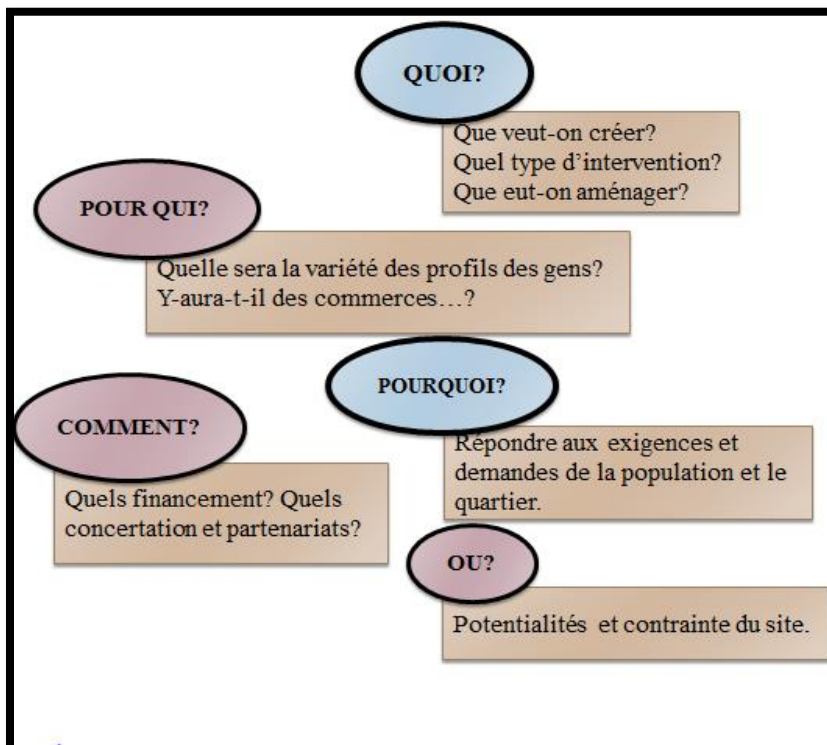 QUOI?
Que veut-on créer?
Quel type d'intervention?
Que eut-on aménager?
POUR QUI?
Quelle sera la variété des profils des gens?
Y-aura-t-il des commerces…?
POURQUOI?
Répondre aux exigences et
demandes de la population et le
quartier.
COMMENT?
Quels financement? Quels
concertation et partenariats?
OU?
Potentialités et contrainte du site.